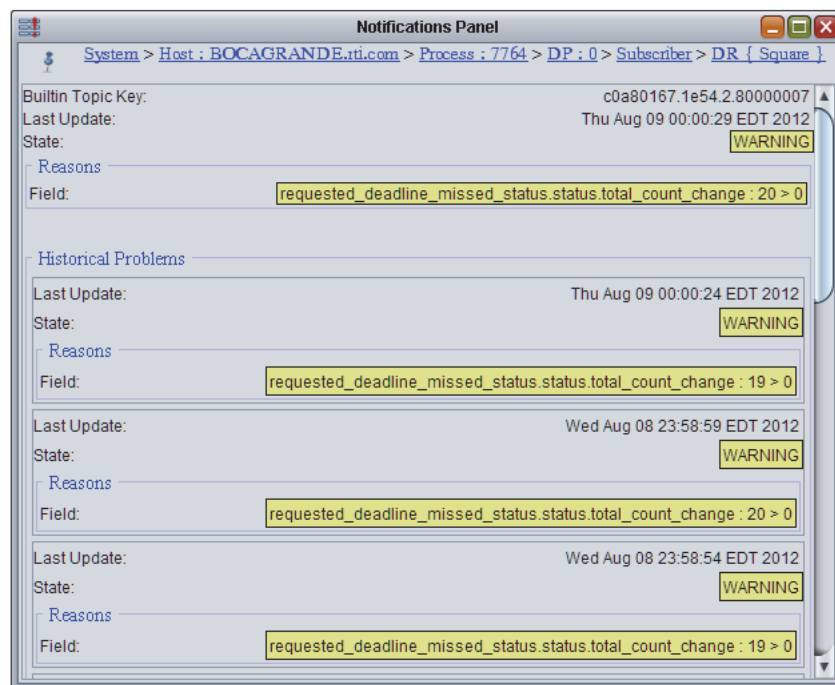 Notifications Panel
System > Host : BOCAGRANDE.rti.com > Process : 7764 > DP : 0 > Subscriber > DR { Square }
Builtin Topic Key: c0a80167.1e54.2.80000007
Last Update: Thu Aug 09 00:00:29 EDT 2012
State: WARNING
Reasons
Field: requested_deadline_missed_status.status.total_count_change : 20 > 0
Historical Problems
Last Update: Thu Aug 09 00:00:24 EDT 2012
State: WARNING
Reasons
Field: requested_deadline_missed_status.status.total_count_change : 19 > 0
Last Update: Wed Aug 08 23:58:59 EDT 2012
State: WARNING
Reasons
Field: requested_deadline_missed_status.status.total_count_change : 20 > 0
Last Update: Wed Aug 08 23:58:54 EDT 2012
State: WARNING
Reasons
Field: requested_deadline_missed_status.status.total_count_change : 19 > 0